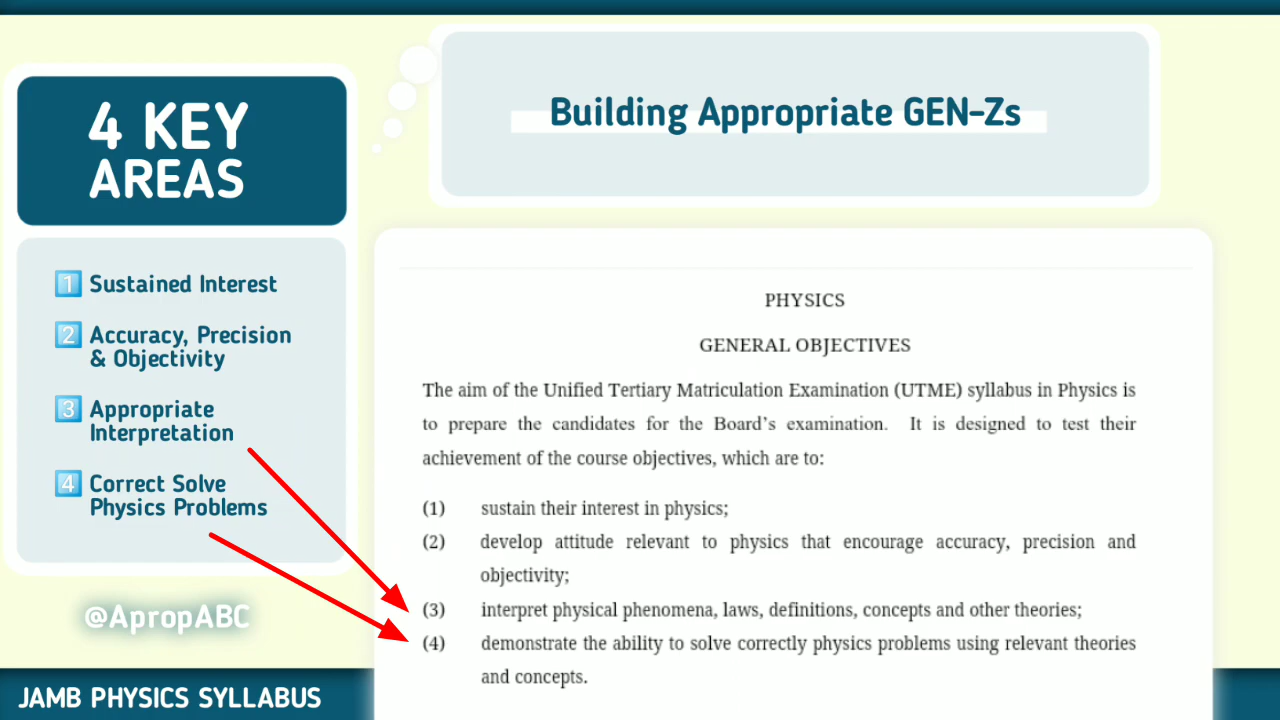 4 KEY
AREAS
1 Sustained Interest
2 Accuracy, Precision
& Objectivity
3 Appropriate
Interpretation
4 Correct Solve
Physics Problems
@ApropABC
JAMB PHYSICS SYLLABUS
Building Appropriate GEN-Zs
PHYSICS
GENERAL OBJECTIVES
The aim of the Unified Tertiary Matriculation Examination (UTME) syllabus in Physics is
to prepare the candidates for the Board's examination. It is designed to test their
achievement of the course objectives, which are to:
(1) sustain their interest in physics;
(2) develop attitude relevant to physics that encourage accuracy, precision and
objectivity;
(3) interpret physical phenomena, laws, definitions, concepts and other theories;
(4) demonstrate the ability to solve correctly physics problems using relevant theories
and concepts.